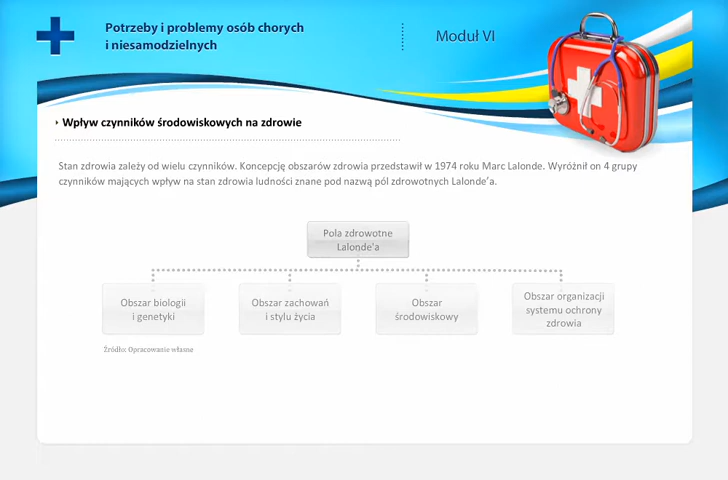 Potrzeby i problemy osób chorych
i niesamodzielnych
Moduł VI
Wpływ czynników środowiskowych na zdrowie
Stan zdrowia zależy od wielu czynników. Koncepcję obszarów zdrowia przedstawił w 1974 roku Marc Lalonde. Wyróżnił on 4 grupy
czynników mających wpływ na stan zdrowia ludności znane pod nazwą pól zdrowotnych Lalonde’a.
Pola zdrowotne
Lalonde'a
Obszar biologii
i genetyki
Obszar zachowań
i stylu życia
Obszar
środowiskowy
Obszar organizacji
systemu ochrony
zdrowia
Źródło: Opracowanie własne